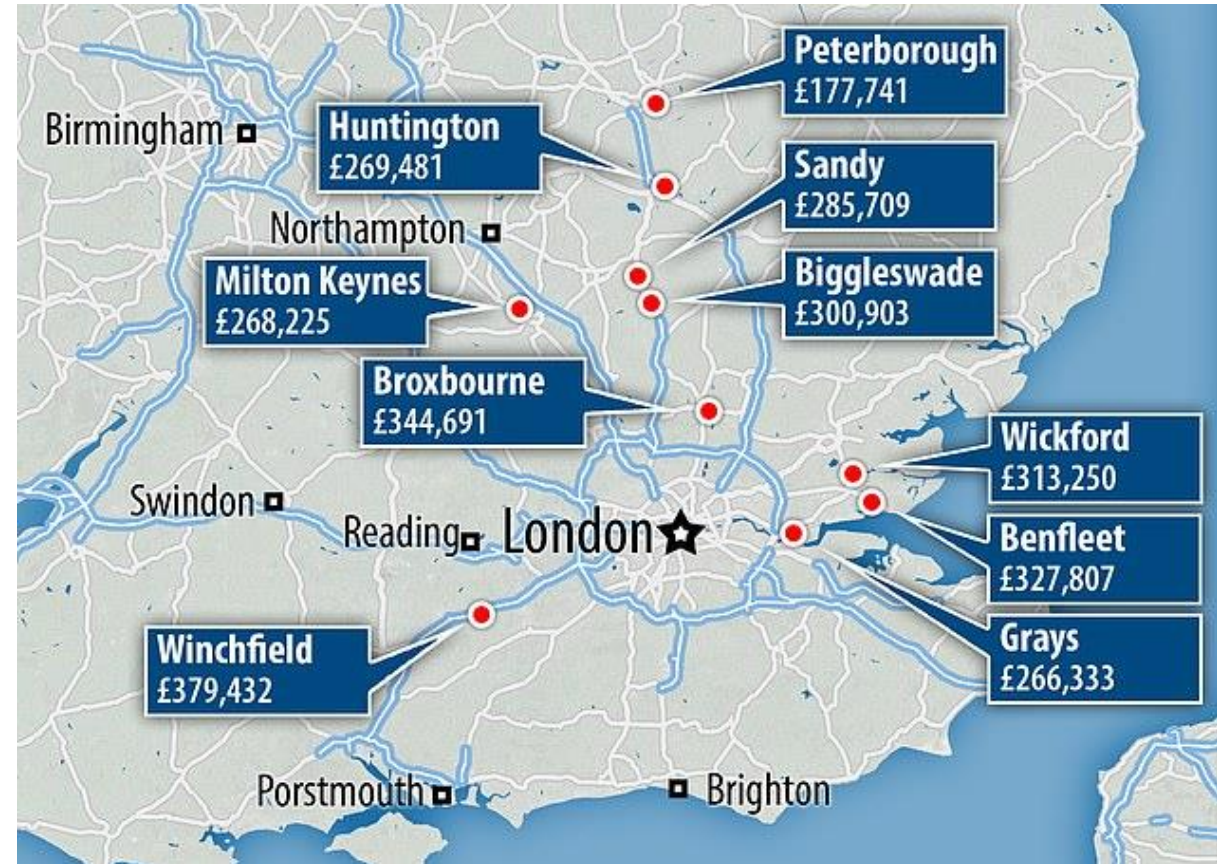 Peterborough
£177,741
Birmingham
Huntington
£269,481
Sandy
£285,709
Northampton
Milton Keynes
£268,225
Biggleswade
£300,903
Broxbourne
£344,691
Wickford
£313,250
Swindon
Reading
London
Benfleet
£327,807
Winchfield
£379,432
Grays
£266,333
Porstmouth
Brighton